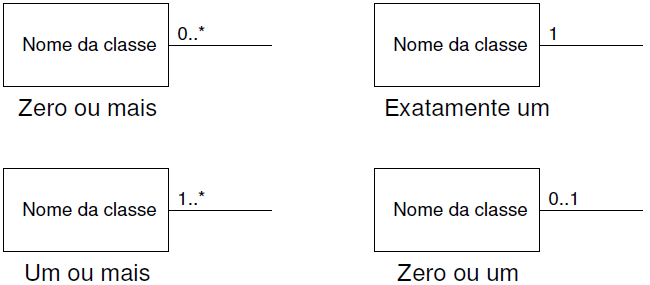 Nome da classe
0..*
Zero ou mais
Nome da classe
1
Exatamente um
Nome da classe
1..*
Um ou mais
Nome da classe
0..1
Zero ou um